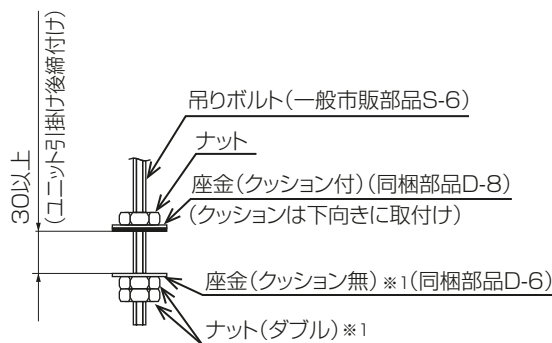 吊りボルト(一般市販部品S-6)
ナット
座金(クッション付)(同梱部品D-8)
(クッションは下向きに取付け)
30以上
(ユニット引掛け後締付け)
座金(クッション無)※1(同梱部品D-6)
ナット(ダブル)※1